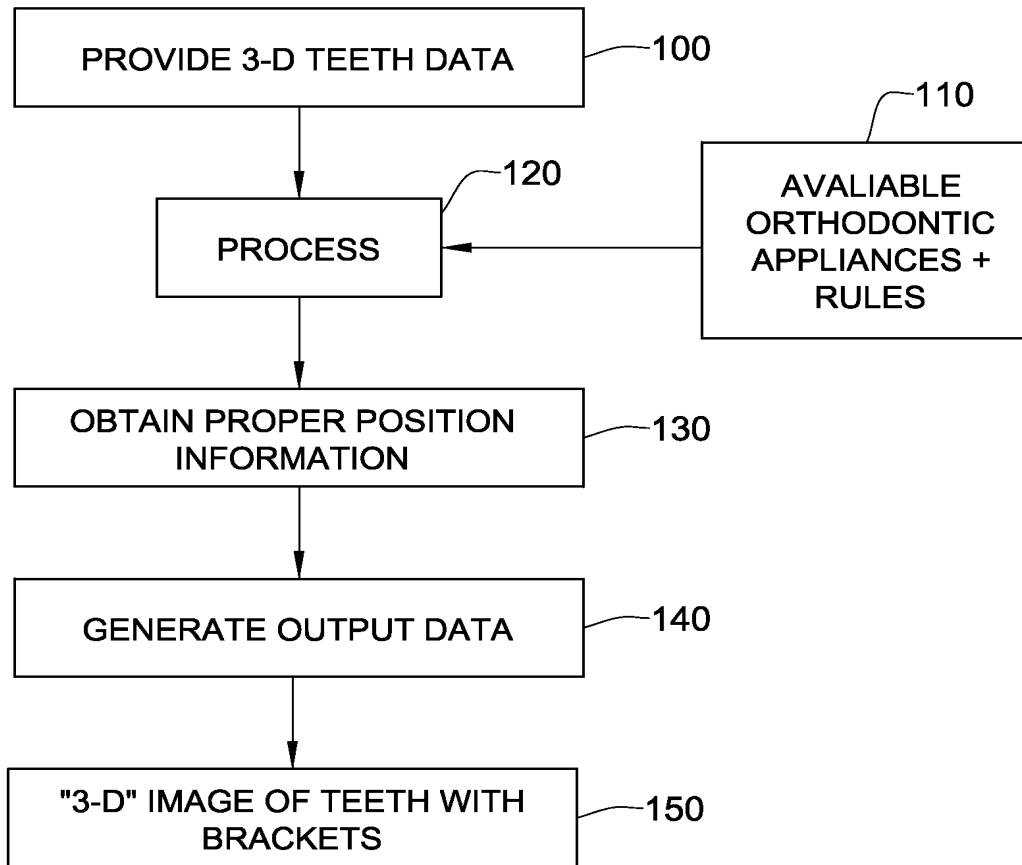 PROVIDE 3-D TEETH DATA
100
110
AVALIABLE
ORTHODONTIC
APPLIANCES +
RULES
120
PROCESS
OBTAIN PROPER POSITION
INFORMATION
130
GENERATE OUTPUT DATA
140
"3-D" IMAGE OF TEETH WITH
BRACKETS
150